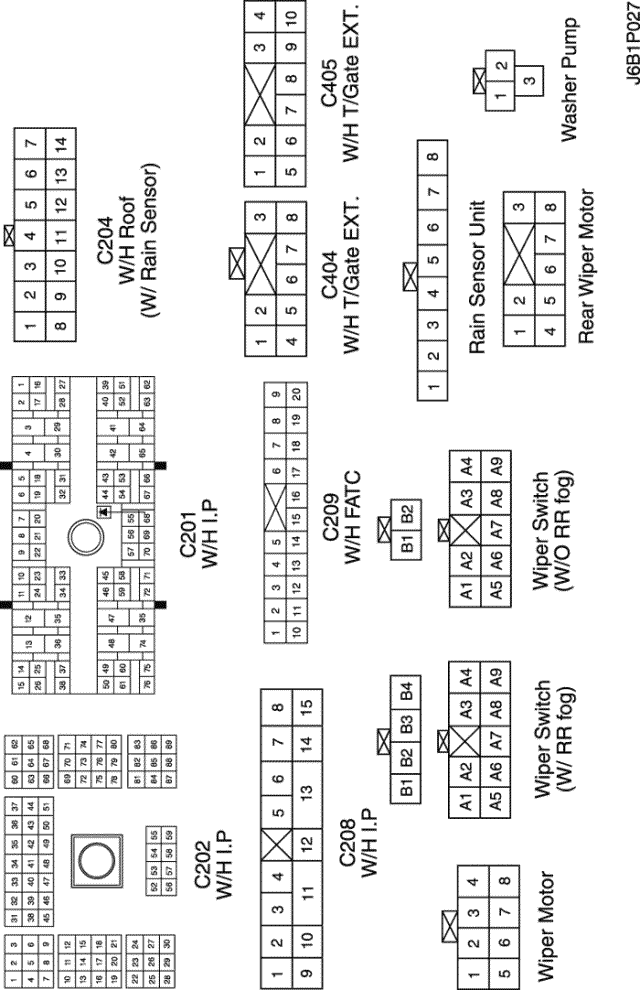 1 2 3
4 5 6
7 8 9
10 11 12
13 14 15
16 17 18
19 20 21
22 23 24
25 26 27
28 29 30
31 32 33 34 35 36 37
38 39 40 41 42 43 44
45 46 47 48 49 50 51
52 53 54 55
56 57 58 59
60 61 62
63 64 65
66 67 68
69 70 71
72 73 74
75 76 77
78 79 80
81 82 83
84 85 86
87 88 89
C202
W/H I.P
15 14 13 12 11 10 9 8 7 6 5 4 3 2 1
26 25 24 23 22 21 20 19 18 17 16
38 37 36 35 34 33 32 31 30 29 28 27
50 49 48 47 46 45 44 43 42 41 40 39
61 60 59 58 57 56 55 54 53 52 51
76 75 74 35 72 71 70 69 68 67 66 65 64 63 62
C201
W/H I.P
1 2 3 4 5 6 7
8 9 10 11 12 13 14
C204
W/H Roof
(W/ Rain Sensor)
1 2 3 4 5 6 7 8
9 10 11 12 13 14 15
C208
W/H I.P
1 2 3 4 5 6 7 8 9
10 11 12 13 14 15 16 17 18 19 20
C209
W/H FATC
1 2 3
4 5 6 7 8
C404
W/H T/Gate EXT.
1 2 3 4
5 6 7 8 9 10
C405
W/H T/Gate EXT.
1 2 3 4
5 6 7 8
Wiper Motor
B1 B2 B3 B4
A1 A2 A3 A4
A5 A6 A7 A8 A9
Wiper Switch
(W/ RR fog)
B1 B2
A1 A2 A3 A4
A5 A6 A7 A8 A9
Wiper Switch
(W/O RR fog)
1 2 3 4 5 6 7 8
Rain Sensor Unit
1 2 3
4 5 6 7 8
Rear Wiper Motor
1 2
3
Washer Pump
J6B1P027